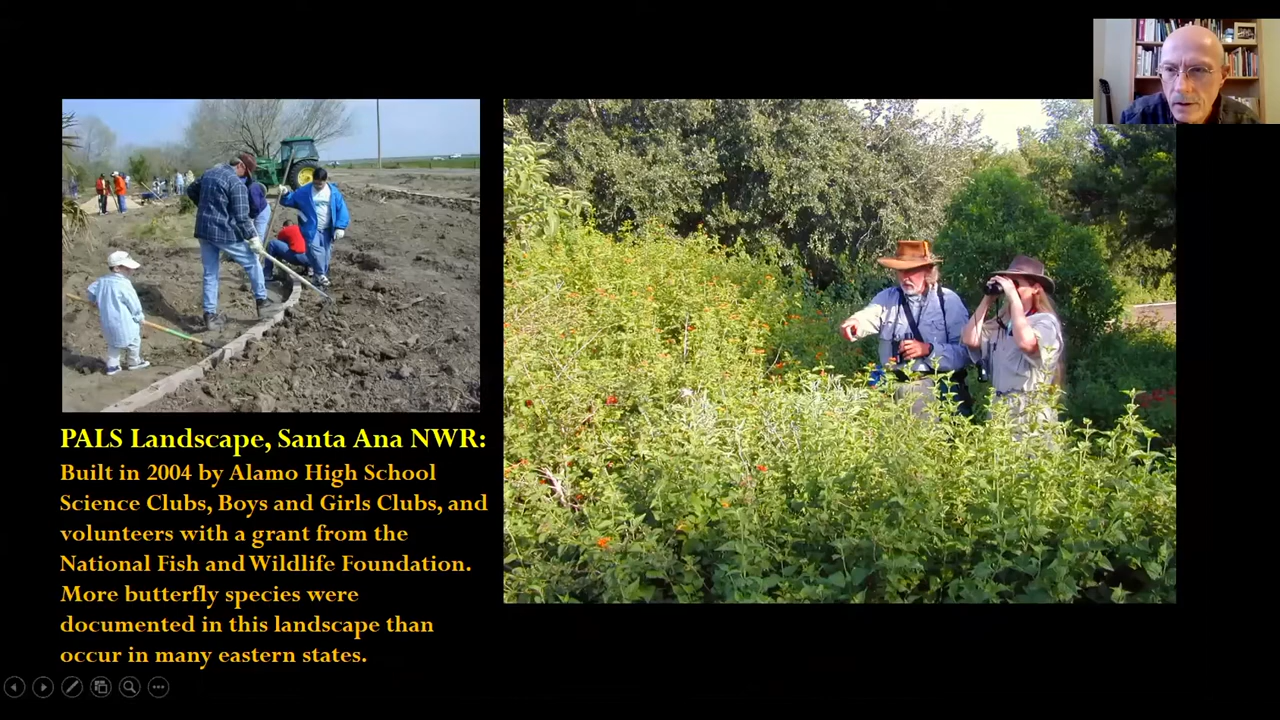 PALS Landscape, Santa Ana NWR:
Built in 2004 by Alamo High School
Science Clubs, Boys and Girls Clubs, and
volunteers with a grant from the
National Fish and Wildlife Foundation.
More butterfly species were
documented in this landscape than
occur in many eastern states.